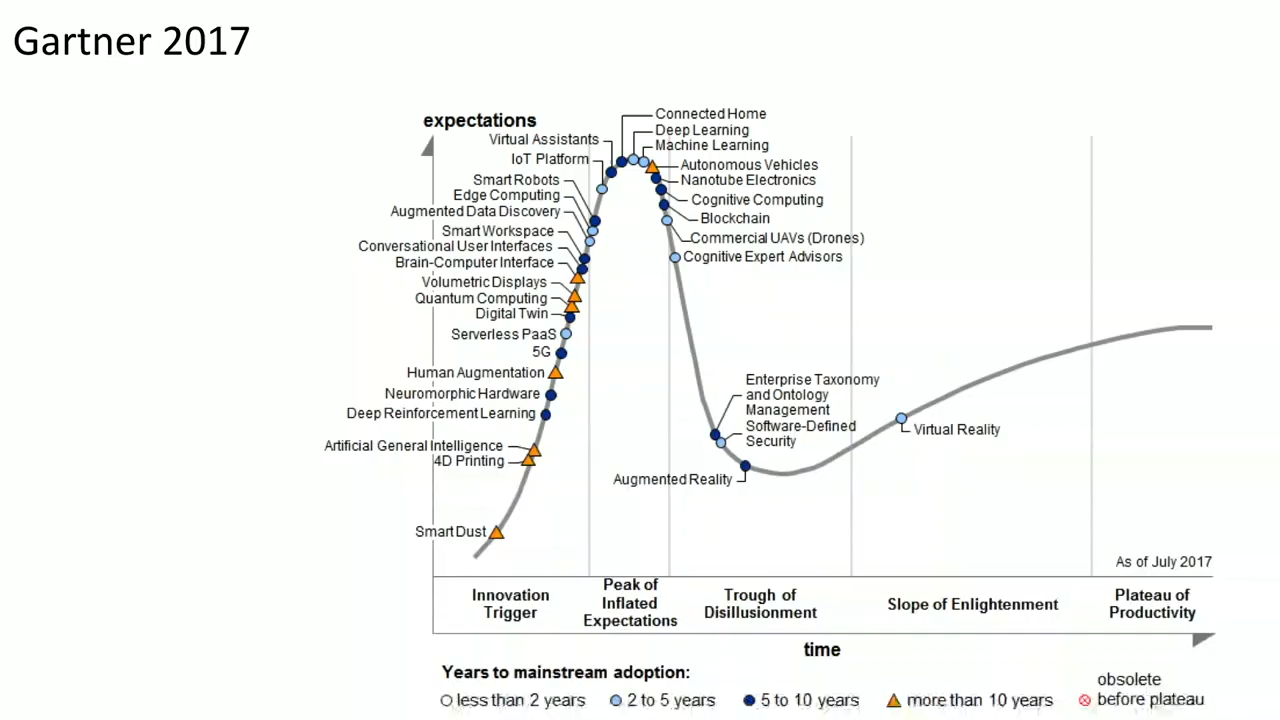 Gartner 2017
expectations
Connected Home
Deep Learning
Virtual Assistants
Machine Learning
IoT Platform
Autonomous Vehicles
Smart Robots
Nanotube Electronics
Edge Computing
Cognitive Computing
Augmented Data Discovery
Blockchain
Smart Workspace
Commercial UAVs (Drones)
Conversational User Interfaces
Cognitive Expert Advisors
Brain-Computer Interface
Volumetric Displays
Quantum Computing
Digital Twin
Serverless PaaS
5G
Human Augmentation
Neuromorphic Hardware
Deep Reinforcement Learning
Artificial General Intelligence
4D Printing
Smart Dust
Enterprise Taxonomy
and Ontology
Management
Software-Defined
Security
Augmented Reality
Virtual Reality
As of July 2017
Innovation
Trigger
Peak of
Inflated
Expectations
Trough of
Disillusionment
Slope of Enlightenment
Plateau of
Productivity
time
Years to mainstream adoption:
less than 2 years
2 to 5 years
5 to 10 years
more than 10 years
obsolete
before plateau